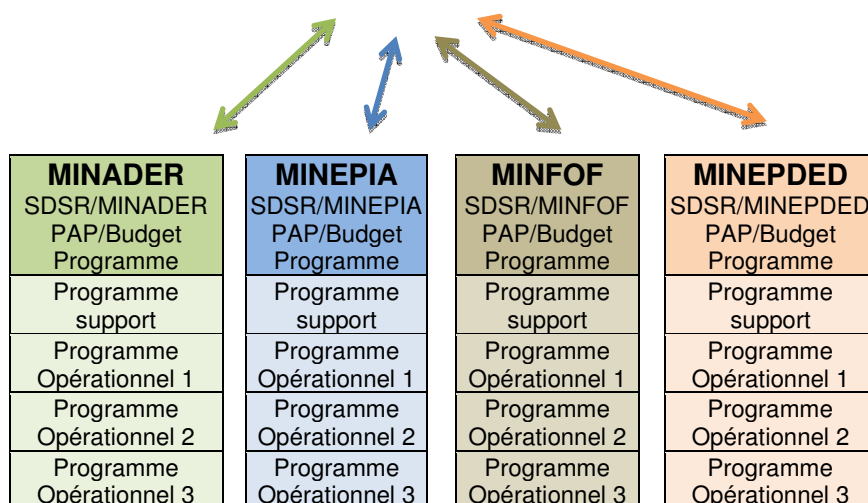 MINADER
SDSR/MINADER
PAP/Budget
Programme
Programme
support
Programme
Opérationnel 1
Programme
Opérationnel 2
Programme
Opérationnel 3
MINEPIA
SDSR/MINEPIA
PAP/Budget
Programme
Programme
support
Programme
Opérationnel 1
Programme
Opérationnel 2
Programme
Opérationnel 3
MINFOF
SDSR/MINFOF
PAP/Budget
Programme
Programme
support
Programme
Opérationnel 1
Programme
Opérationnel 2
Programme
Opérationnel 3
MINEPDED
SDSR/MINEPDED
PAP/Budget
Programme
Programme
support
Programme
Opérationnel 1
Programme
Opérationnel 2
Programme
Opérationnel 3